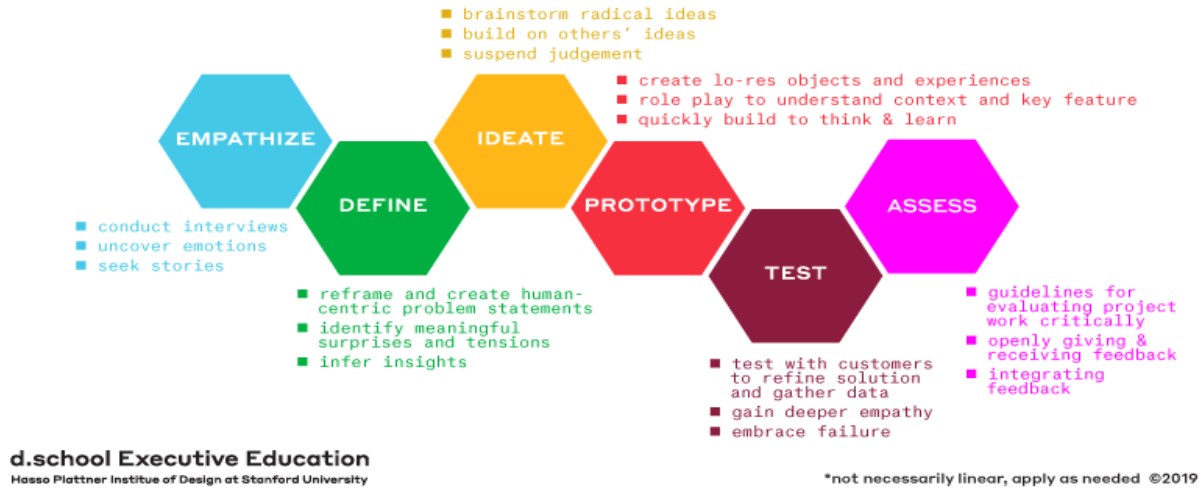 EMPATHIZE
■ conduct interviews
■ uncover emotions
■ seek stories
DEFINE
■ reframe and create human-
centric problem statements
■ identify meaningful
surprises and tensions
■ infer insights
■ brainstorm radical ideas
■ build on others' ideas
■ suspend judgement
IDEATE
■ create lo-res objects and experiences
■ role play to understand context and key feature
■ quickly build to think & learn
PROTOTYPE
TEST
■ test with customers
to refine solution
and gather data
■ gain deeper empathy
■ embrace failure
ASSESS
■ guidelines for
evaluating project
work critically
■ openly giving &
receiving feedback
■ integrating
feedback
d.school Executive Education
Hasso Plattner Institue of Design at Stanford University
*not necessarily linear, apply as needed ©2019